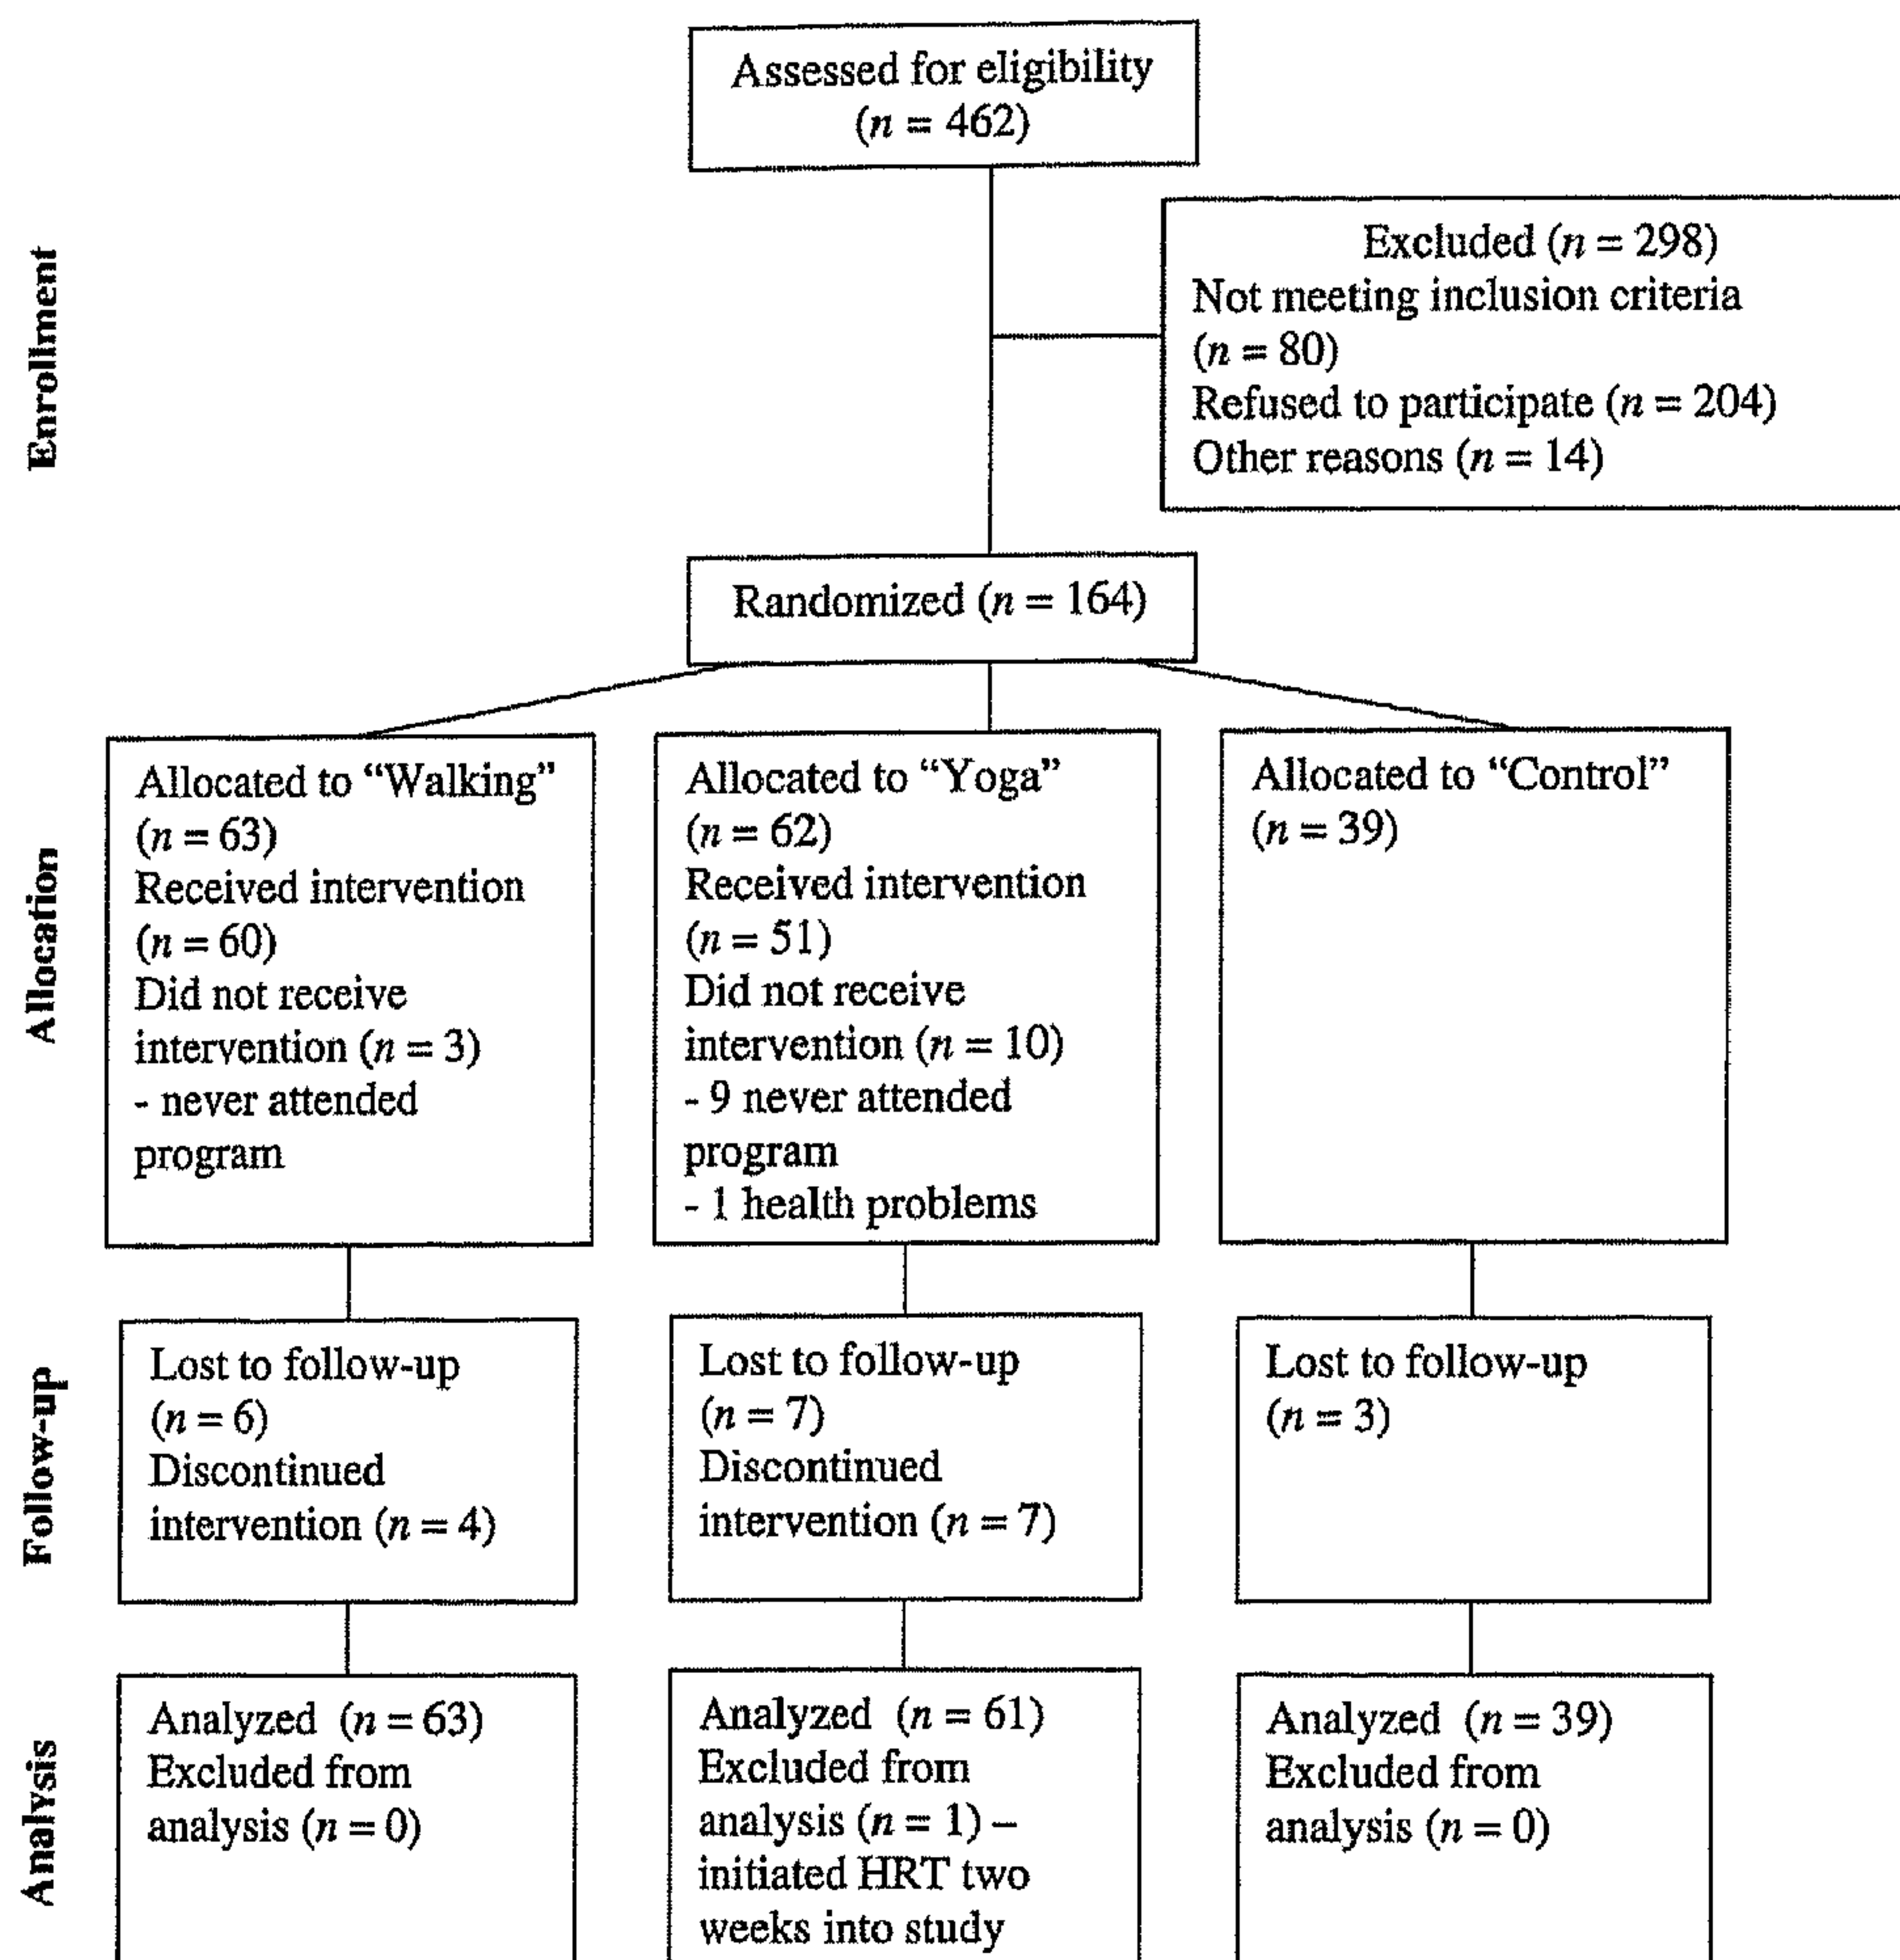 Assessed for eligibility
(n = 462)
Enrollment
Excluded (n = 298)
Not meeting inclusion criteria
(n = 80)
Refused to participate (n = 204)
Other reasons (n = 14)
Randomized (n = 164)
Allocation
Allocated to “Walking”
(n = 63)
Received intervention
(n = 60)
Did not receive
intervention (n = 3)
- never attended
program
Allocated to “Yoga”
(n = 62)
Received intervention
(n = 51)
Did not receive
intervention (n = 10)
- 9 never attended
program
- 1 health problems
Allocated to “Control”
(n = 39)
Follow-up
Lost to follow-up
(n = 6)
Discontinued
intervention (n = 4)
Lost to follow-up
(n = 7)
Discontinued
intervention (n = 7)
Lost to follow-up
(n = 3)
Analysis
Analyzed (n = 63)
Excluded from
analysis (n = 0)
Analyzed (n = 61)
Excluded from
analysis (n = 1) –
initiated HRT two
weeks into study
Analyzed (n = 39)
Excluded from
analysis (n = 0)